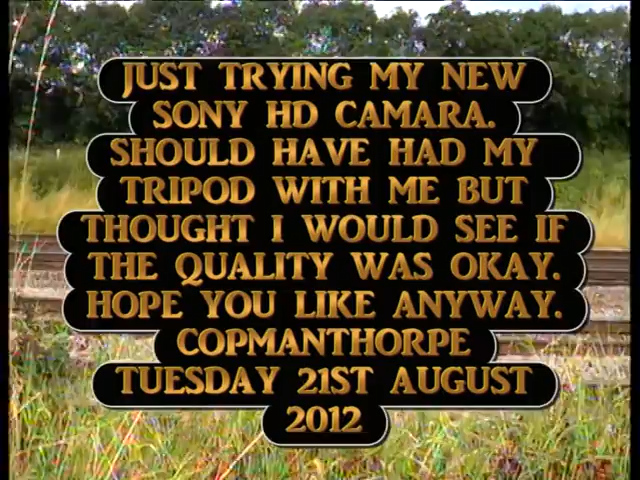 JUST TRYING MY NEW
SONY HD CAMARA.
SHOULD HAVE HAD MY
TRIPOD WITH ME BUT
THOUGHT I WOULD SEE IF
THE QUALITY WAS OKAY.
HOPE YOU LIKE ANYWAY.
COPMANTHORPE
TUESDAY 21ST AUGUST
2012